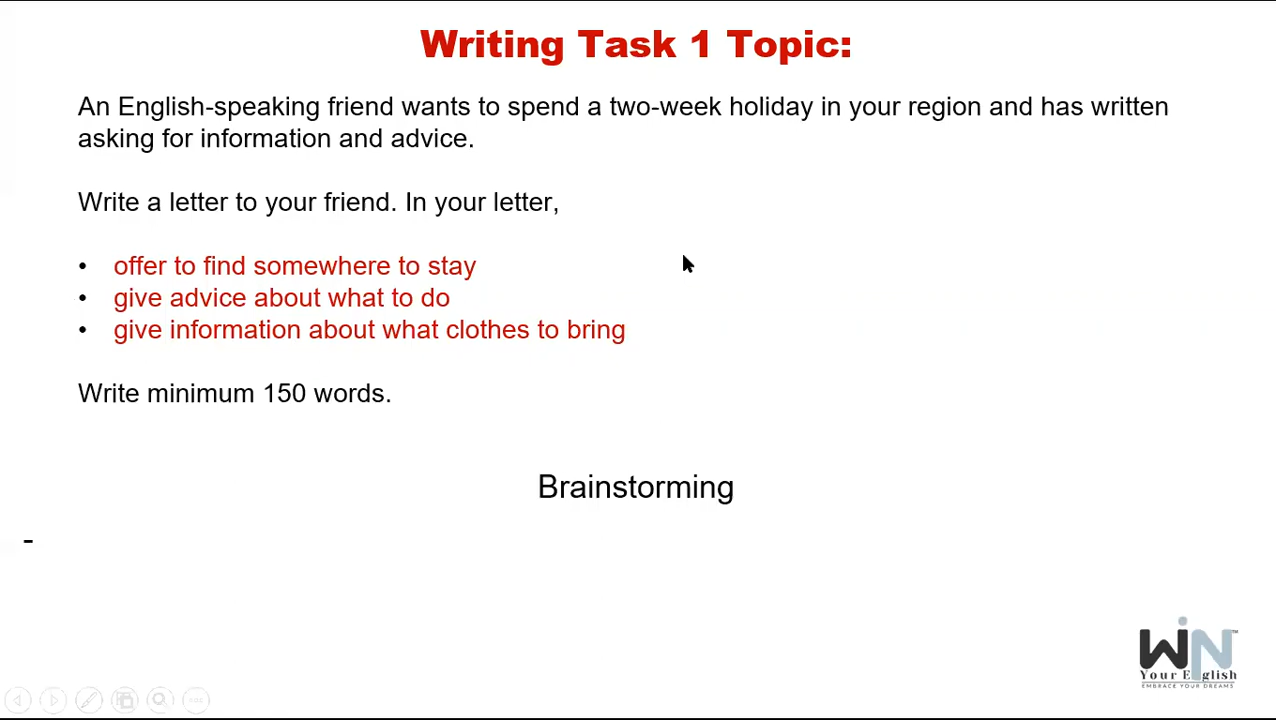 Writing Task 1 Topic:
An English-speaking friend wants to spend a two-week holiday in your region and has written
asking for information and advice.
Write a letter to your friend. In your letter,
• offer to find somewhere to stay
• give advice about what to do
• give information about what clothes to bring
Write minimum 150 words.
Brainstorming
-
WiN™
Your English
EMBRACE YOUR DREAMS